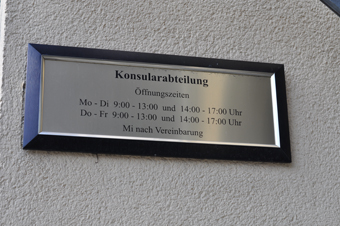 Konsularabteilung
Öffnungszeiten
Mo - Di 9:00 - 13:00 und 14:00 - 17:00 Uhr
Do - Fr 9:00 - 13:00 und 14:00 - 17:00 Uhr
Mi nach Vereinbarung